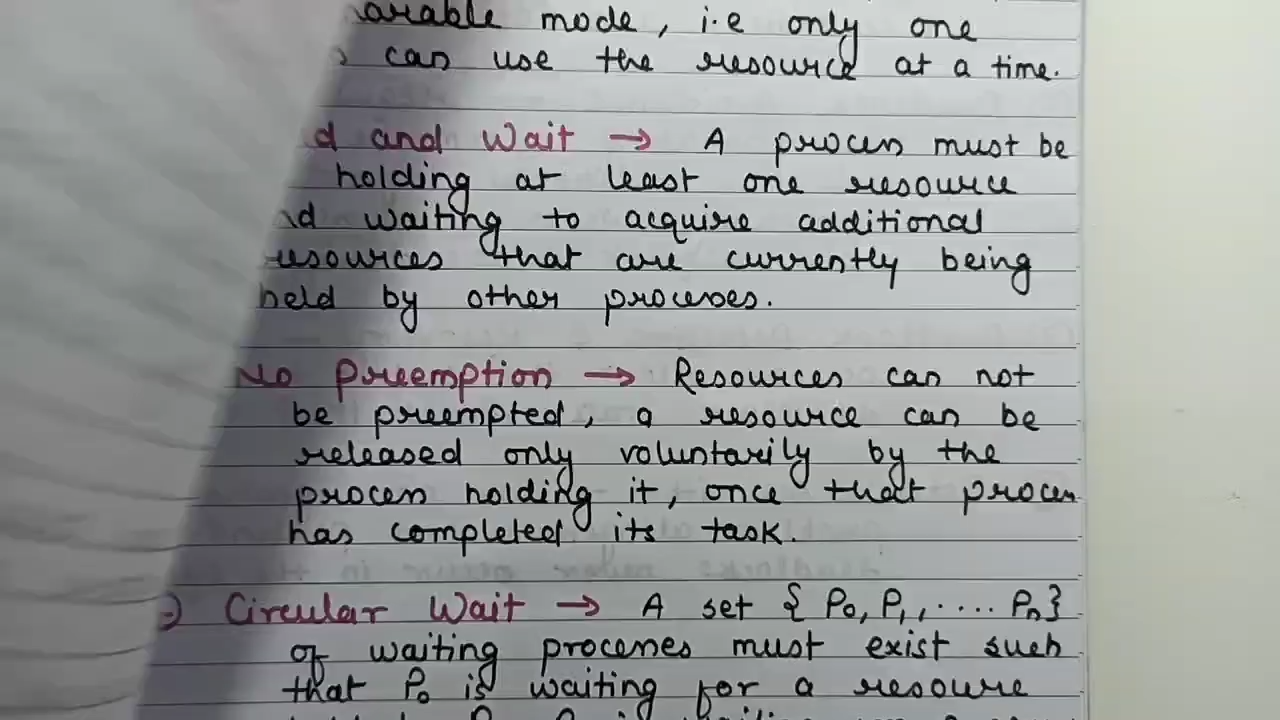 mode, i.e only one
can use the resource at a time.
and Wait → A process must be
holding at least one resource
waiting to acquire additional
resources that are currently being
held by other processes.
No Preemption → Resources can not
be preempted, a resource can be
released only voluntarily by the
process holding it, once that process
has completed its task.
Circular Wait → A set { P0, P1, .... Pn}
of waiting processes must exist such
that P0 is waiting for a resource